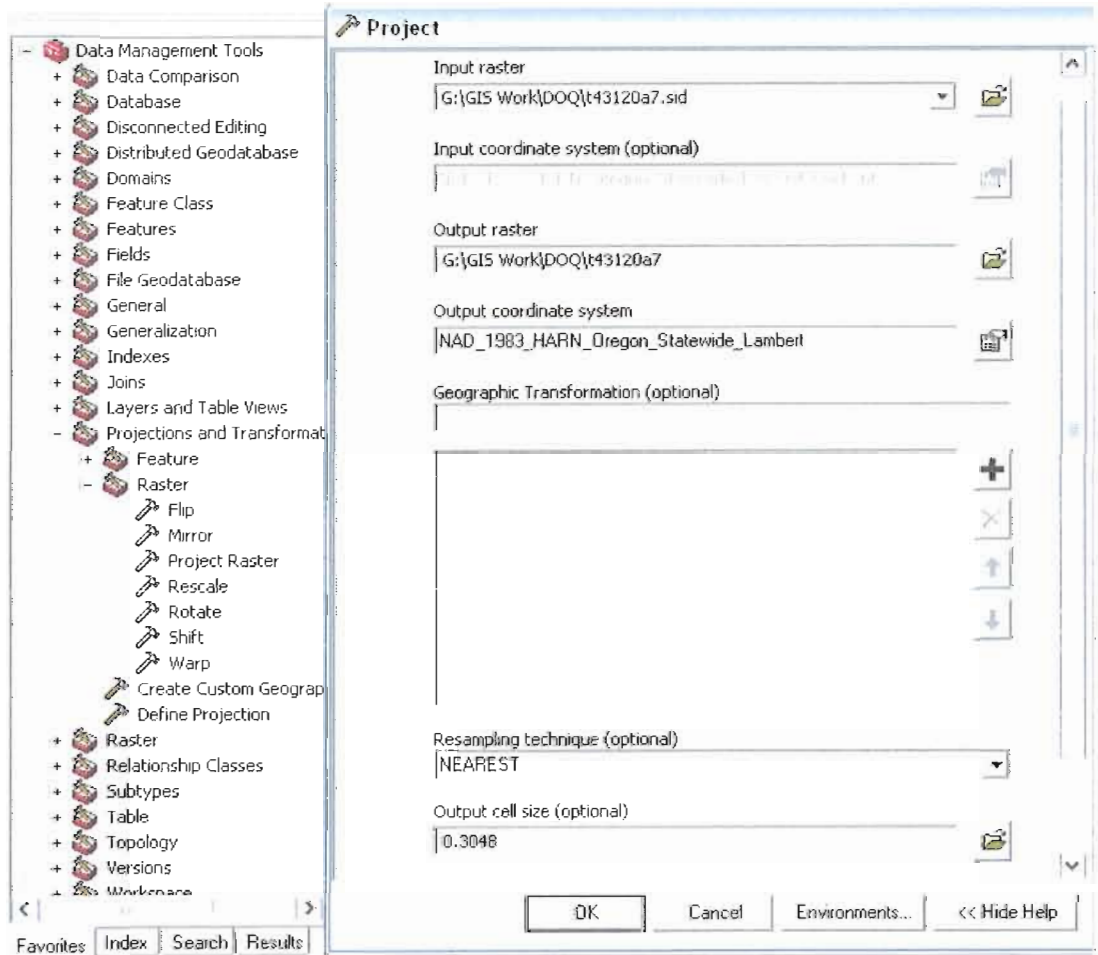 Data Management Tools
Data Comparison
Database
Disconnected Editing
Distributed Geodatabase
Domains
Feature Class
Features
Fields
File Geodatabase
General
Generalization
Indexes
Joins
Layers and Table Views
Projections and Transformat
Feature
Raster
Flip
Mirror
Project Raster
Rescale
Rotate
Shift
Warp
Create Custom Geograp
Define Projection
Raster
Relationship Classes
Subtypes
Table
Topology
Versions
Workspace
Favorites Index Search Results
Project
Input raster
G:\GIS Work\DOQ\t43120a7.sid
Input coordinate system (optional)
Output raster
G:\GIS Work\DOQ\t43120a7
Output coordinate system
NAD_1983_HARN_Oregon_Statewide_Lambert
Geographic Transformation (optional)
Resampling technique (optional)
NEAREST
Output cell size (optional)
0.3048
OK Cancel Environments... << Hide Help